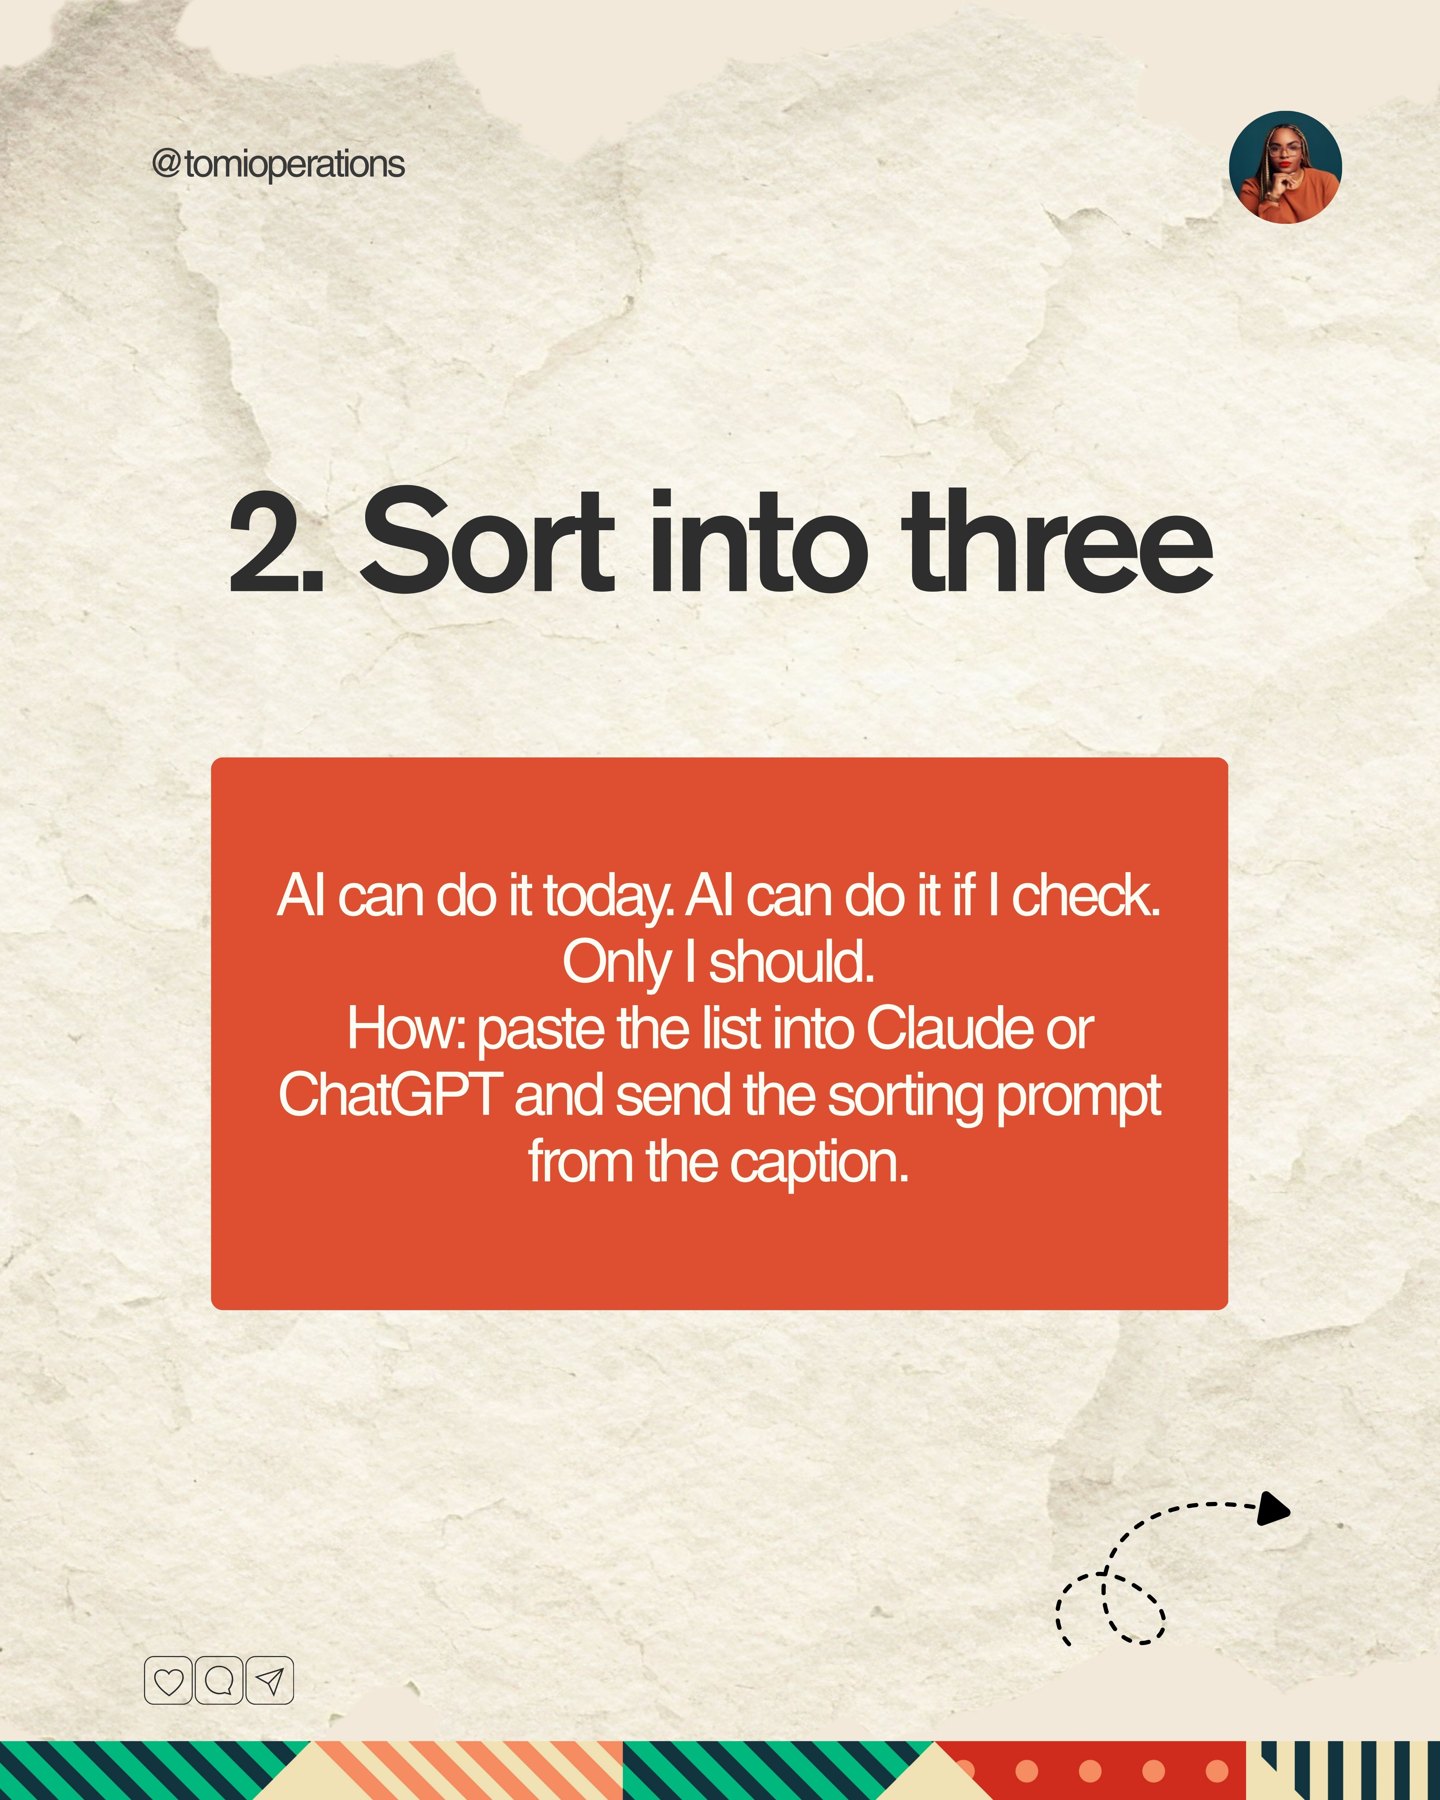 @tomioperations
2. Sort into three
AI can do it today. AI can do it if I check.
Only I should.
How: paste the list into Claude or
ChatGPT and send the sorting prompt
from the caption.